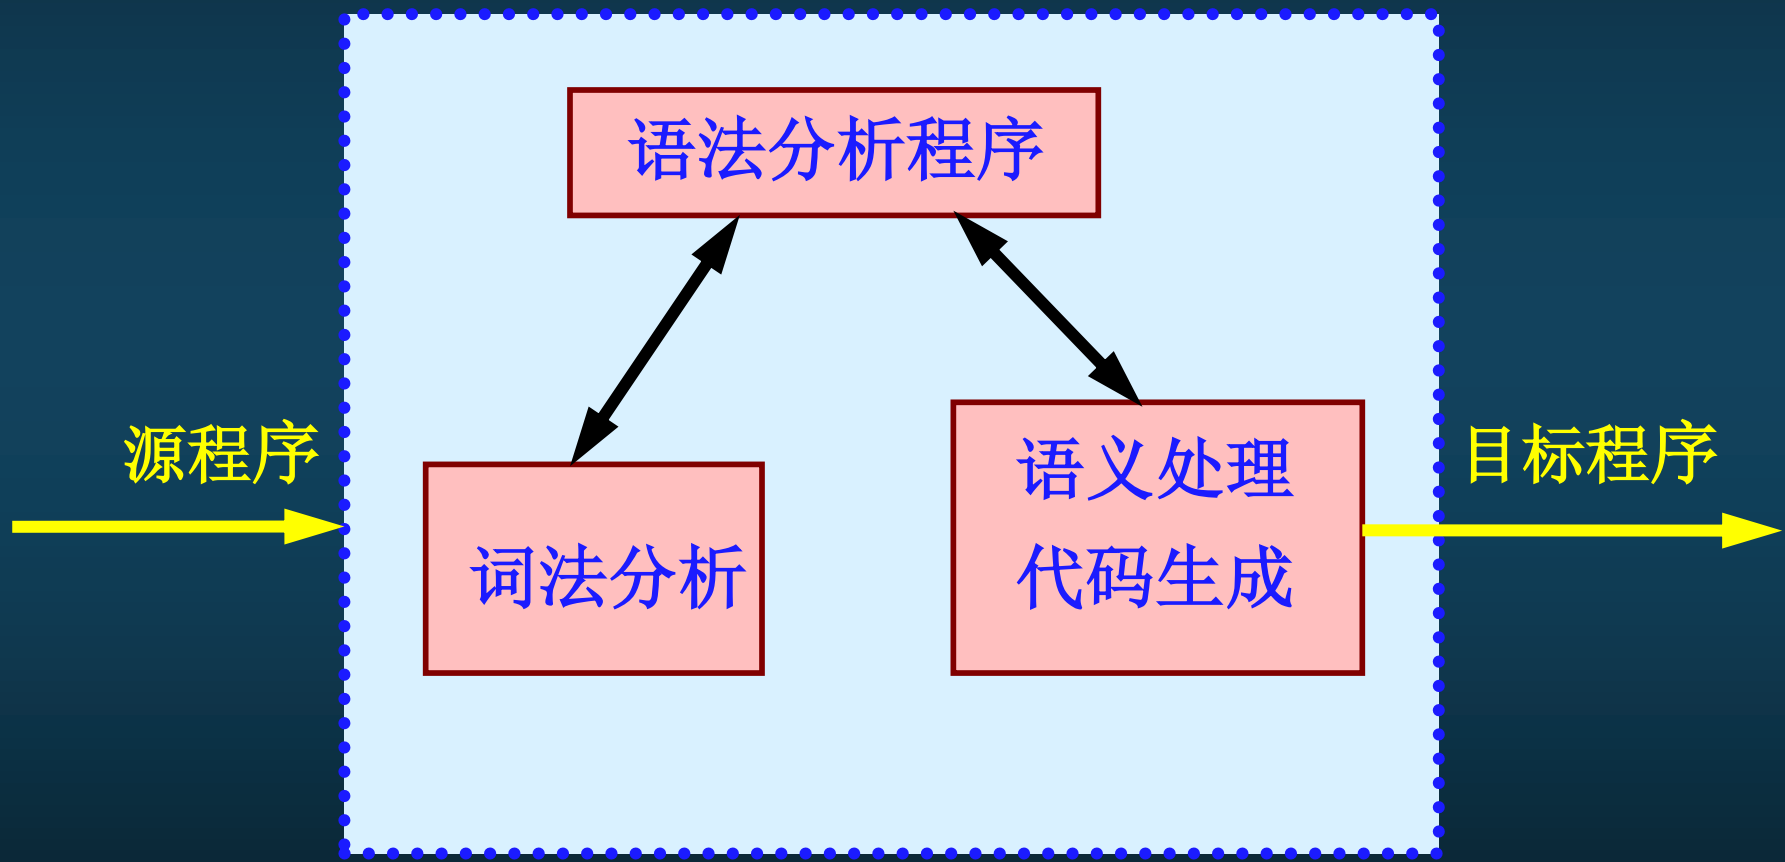 语法分析程序
源程序
词法分析
语义处理
代码生成
目标程序